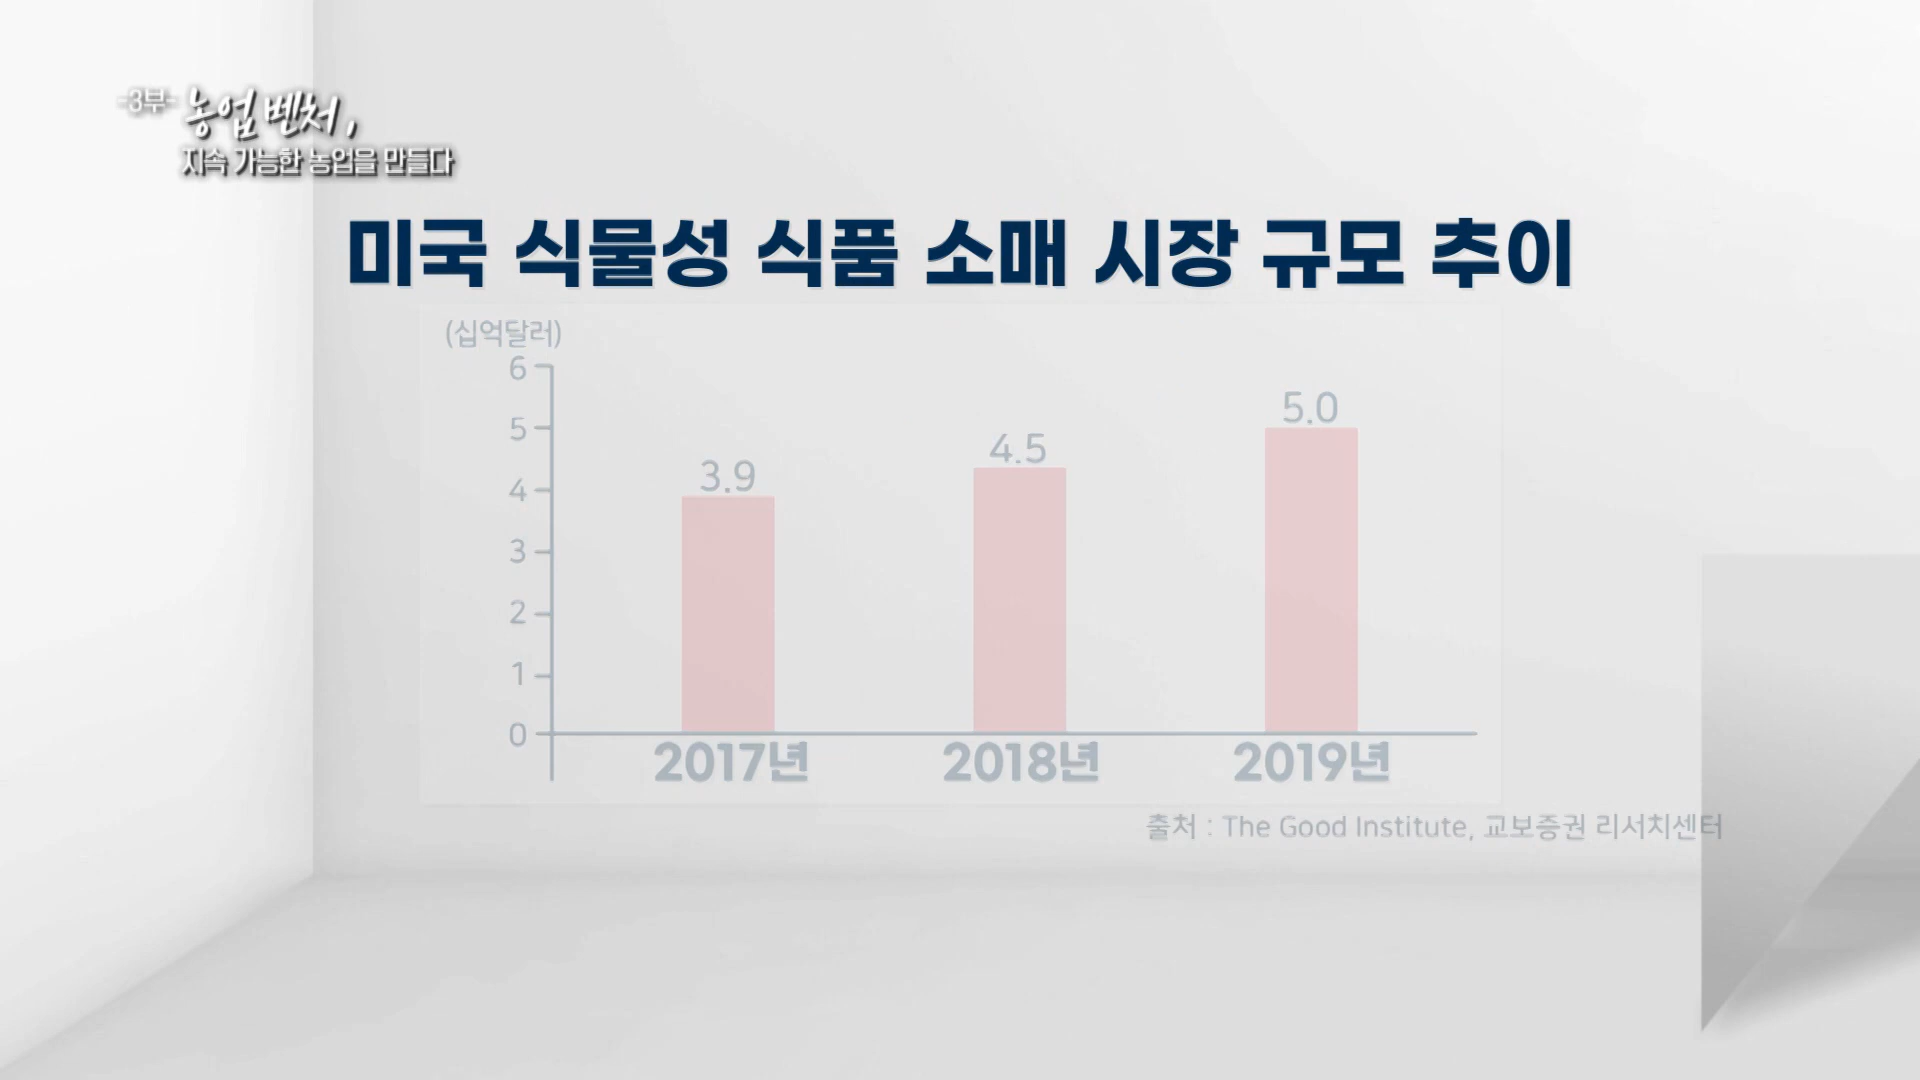 -3부- 농업 벤처,
지속 가능한 농업을 만들다
미국 식물성 식품 소매 시장 규모 추이
(십억달러)
6
5
4
3
2
1
0
3.9
4.5
5.0
2017년 2018년 2019년
출처 : The Good Institute, 교보증권 리서치센터